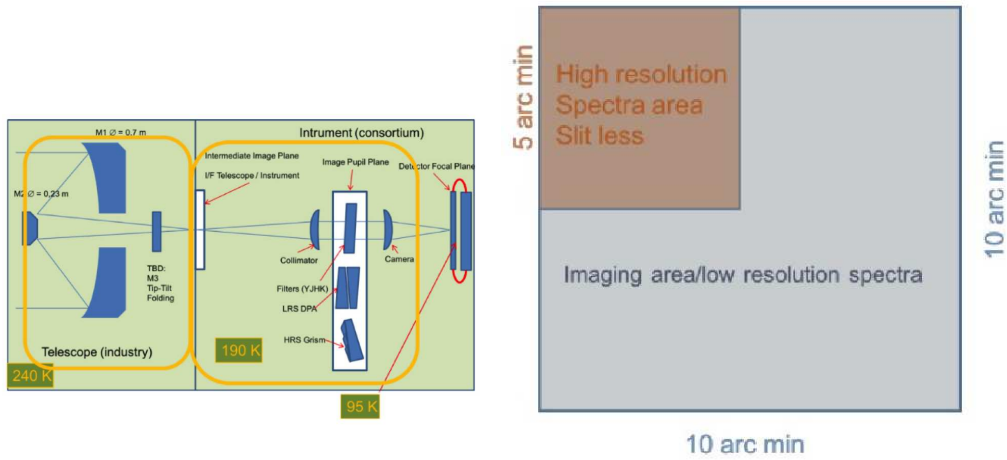 M1 Ø = 0.7 m
Intrument (consortium)
Intermediate Image Plane
I/F Telescope / Instrument
Image Pupil Plane
Detector Focal Plane
M2 Ø = 0.23 m
Collimator
Camera
TBD:
M3
Tip-Tilt
Folding
Filters (YJHK)
LRS DPA
HRS Grism
Telescope (industry)
190 K
240 K
95 K
5 arc min
High resolution
Spectra area
Slit less
10 arc min
Imaging area/low resolution spectra
10 arc min